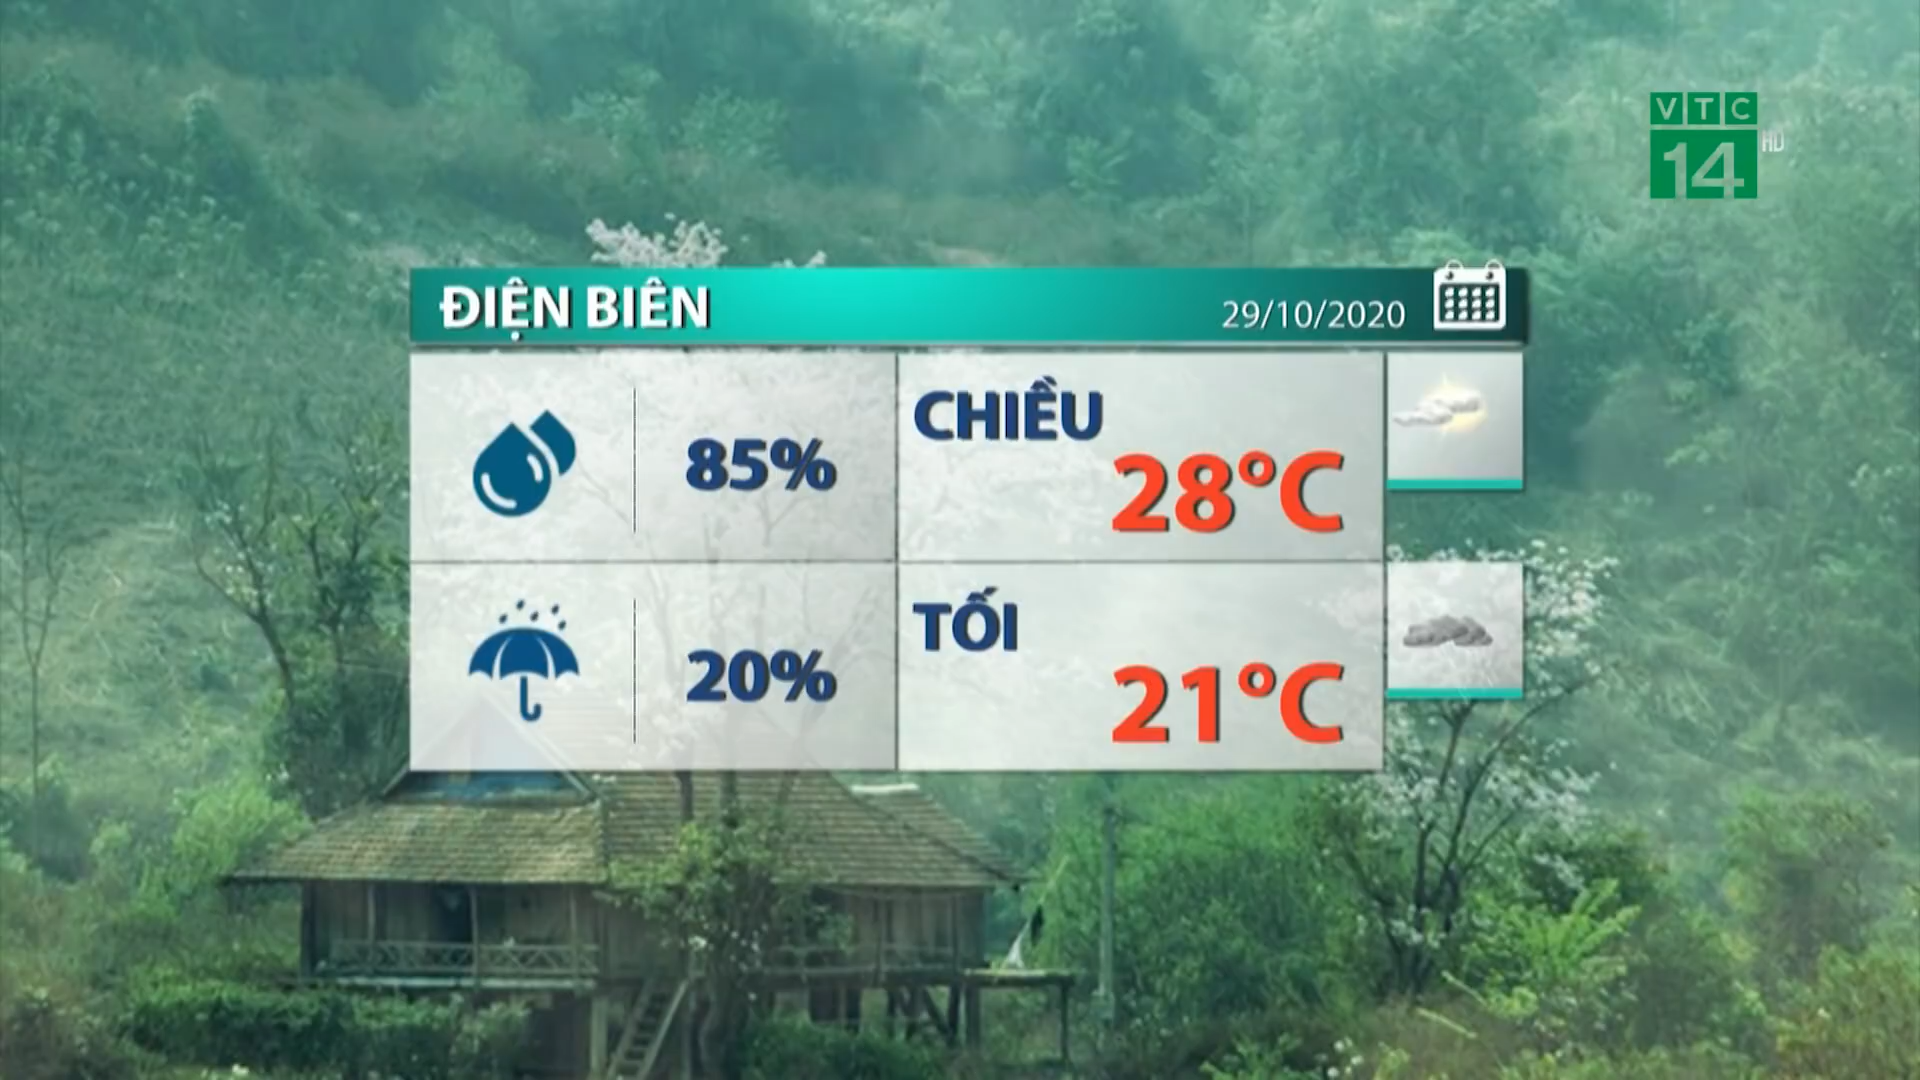 VTC
14 HD
ĐIỆN BIÊN 29/10/2020
85%
CHIỀU
28°C
20%
TỐI
21°C